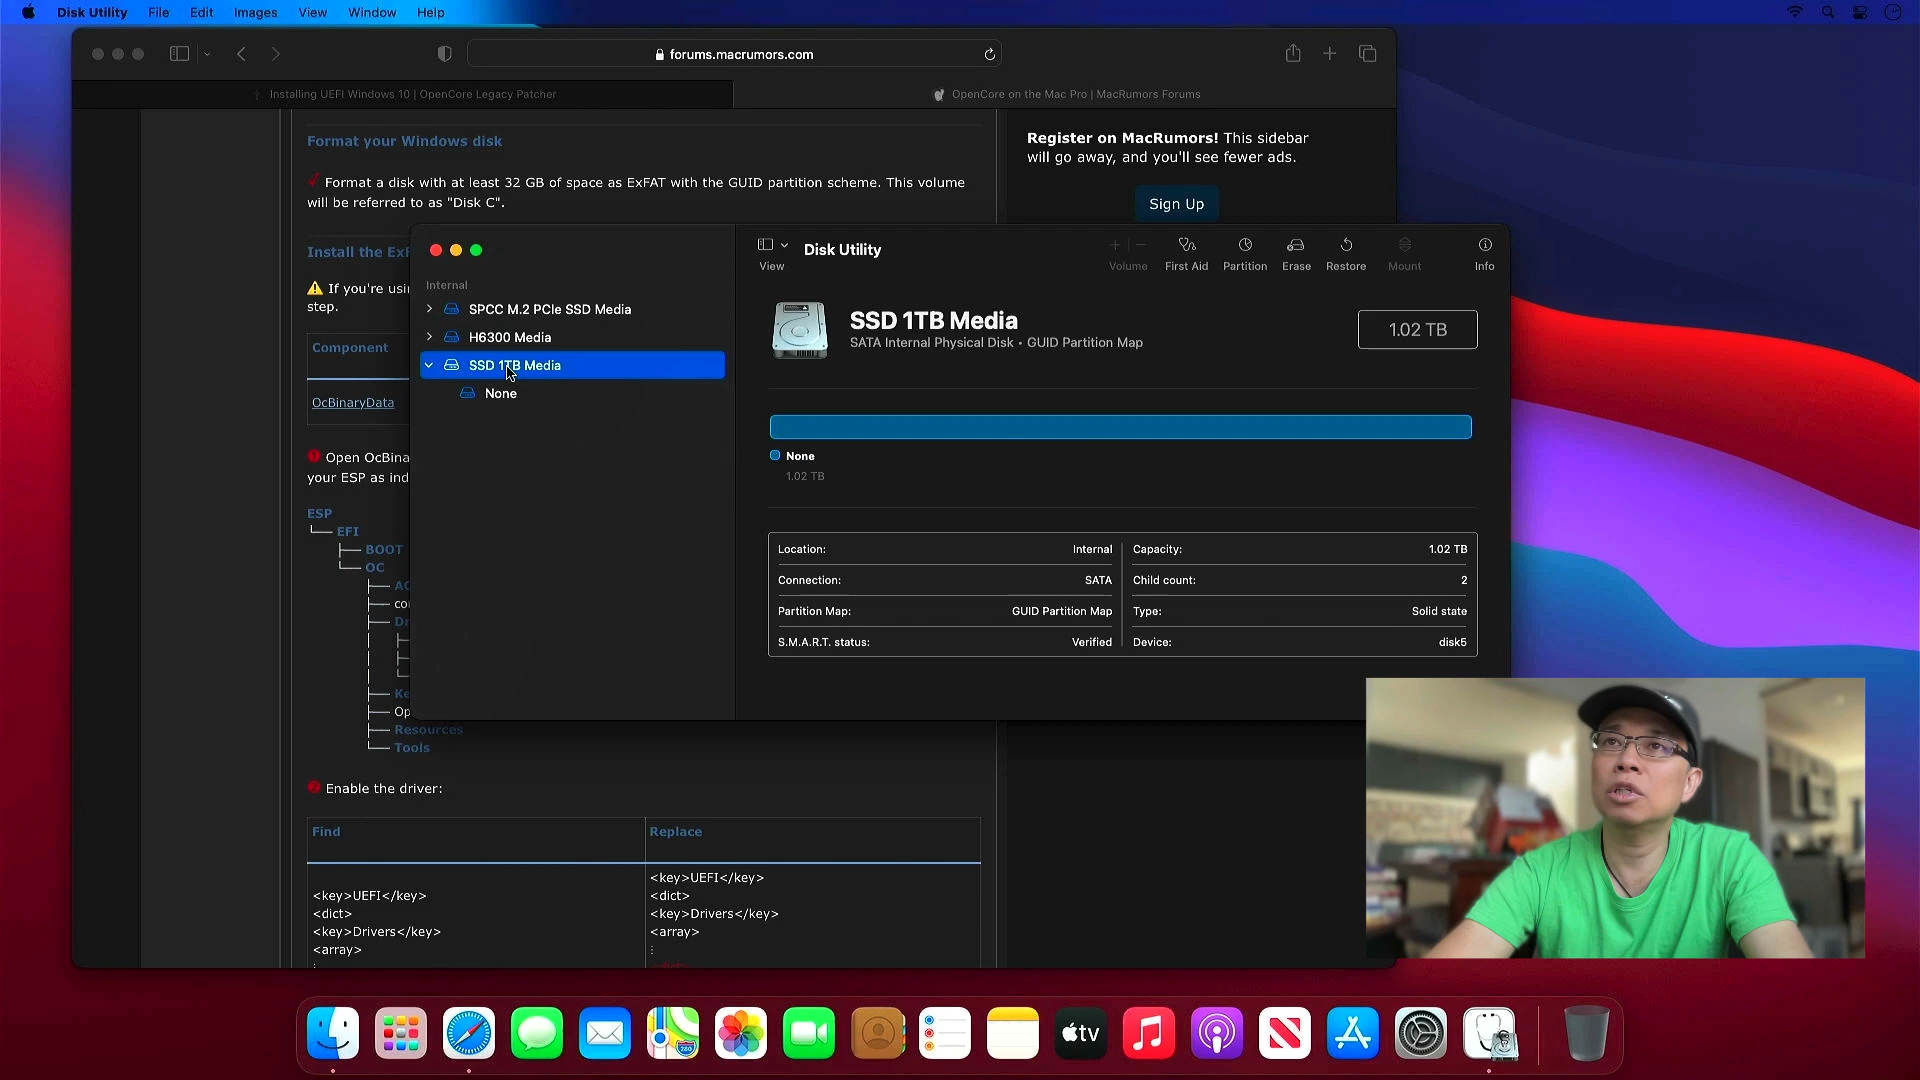 Disk Utility File Edit Images View Window Help
forums.macrumors.com
Installing UEFI Windows 10 | OpenCore Legacy Patcher
OpenCore on the Mac Pro | MacRumors Forums
Format your Windows disk
Format a disk with at least 32 GB of space as ExFAT with the GUID partition scheme. This volume
will be referred to as "Disk C".
Register on MacRumors! This sidebar
will go away, and you'll see fewer ads.
Sign Up
Install the
If you're
step.
Component
OcBinaryData
Open
your ESP as
ESP
EFI
BOOT
OC
Resources
Tools
Enable the driver:
Find
Replace
<key>UEFI</key>
<dict>
<key>Drivers</key>
<array>
<key>UEFI</key>
<dict>
<key>Drivers</key>
<array>
Internal
SPCC M.2 PCIe SSD Media
H6300 Media
SSD 1TB Media
None
View
Disk Utility
Volume
First Aid
Partition
Erase
Restore
Mount
Info
SSD 1TB Media
SATA Internal Physical Disk • GUID Partition Map
1.02 TB
None
1.02 TB
Location: Internal
Capacity: 1.02 TB
Connection: SATA
Child count: 2
Partition Map: GUID Partition Map
Type: Solid state
S.M.A.R.T. status: Verified
Device: disk5
280
tv